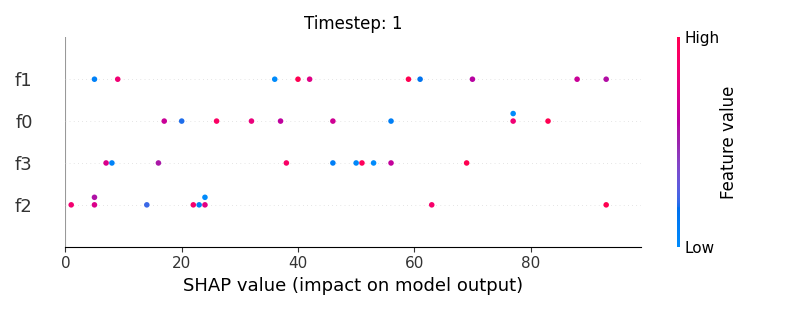 Timestep: 1
High
f1
f0
f3
f2
Feature value
Low
0 20 40 60 80
SHAP value (impact on model output)